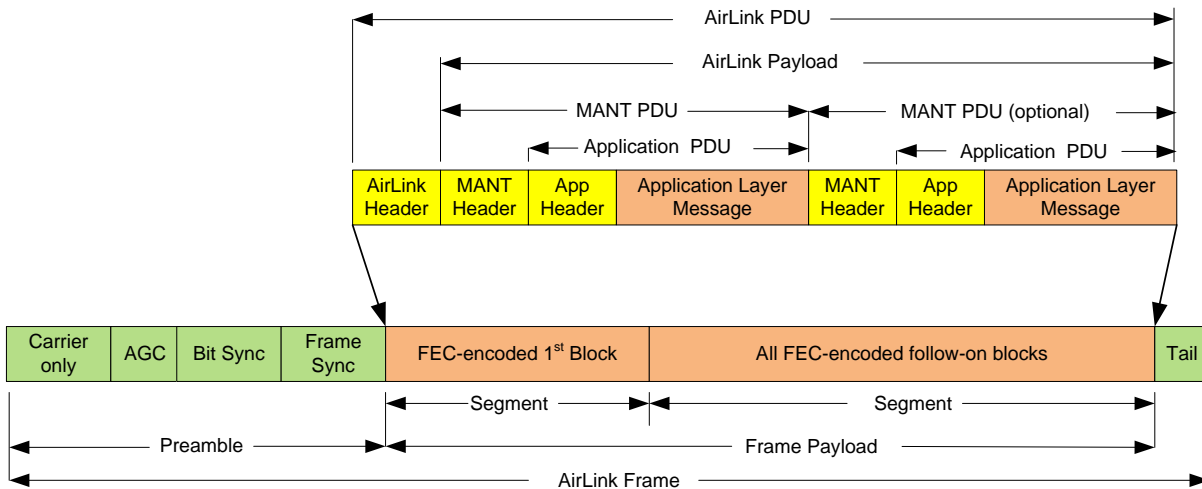 AirLink PDU
AirLink Payload
MANT PDU
MANT PDU (optional)
Application PDU
Application PDU
AirLink Header
MANT Header
App Header
Application Layer Message
MANT Header
App Header
Application Layer Message
Carrier only
AGC
Bit Sync
Frame Sync
FEC-encoded 1st Block
All FEC-encoded follow-on blocks
Tail
Segment
Segment
Preamble
Frame Payload
AirLink Frame